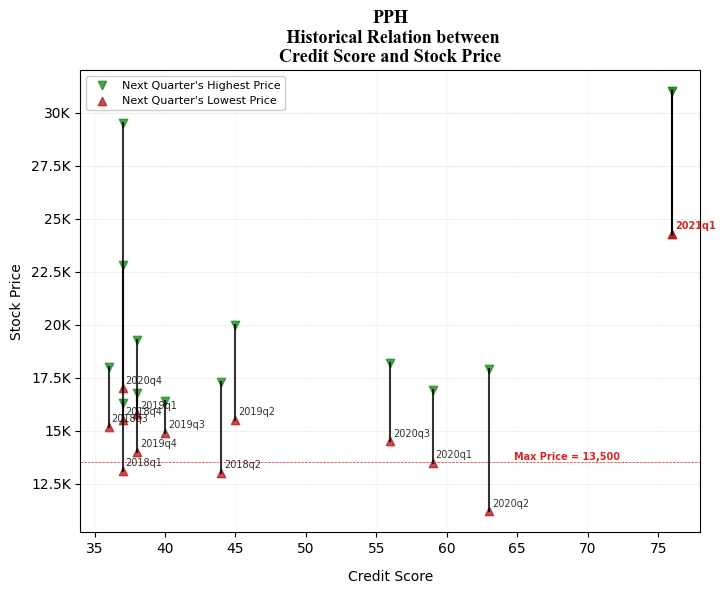 PPH
Historical Relation between
Credit Score and Stock Price
Next Quarter's Highest Price
Next Quarter's Lowest Price
30K
27.5K
25K
22.5K
20K
17.5K
15K
12.5K
Stock Price
2021q1
2020q4
2019q1
2018q4
2018q3
2019q3
2019q2
2019q4
2018q1
2018q2
2020q3
2020q1
2020q2
Max Price = 13,500
35
40
45
50
55
60
65
70
75
Credit Score